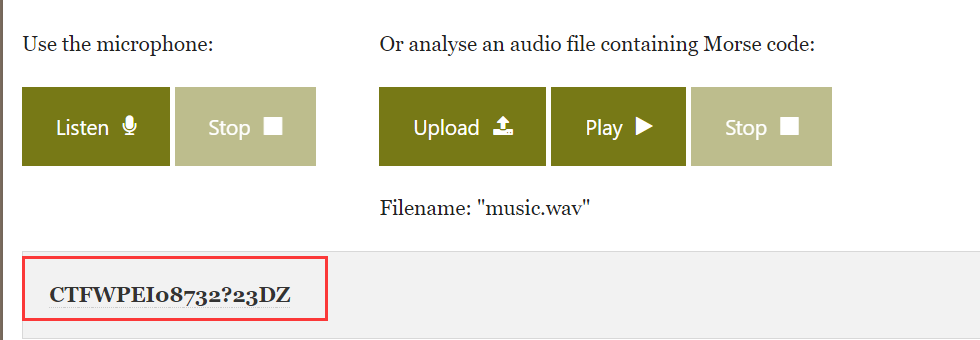 Use the microphone:
Or analyse an audio file containing Morse code:
Listen
Stop
Upload
Play
Stop
Filename: "music.wav"
CTFWPEI08732?23DZ